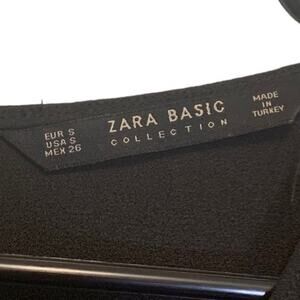 EUR S
USA S
MEX 26
ZARA BASIC
COLLECTION
MADE
IN
TURKEY